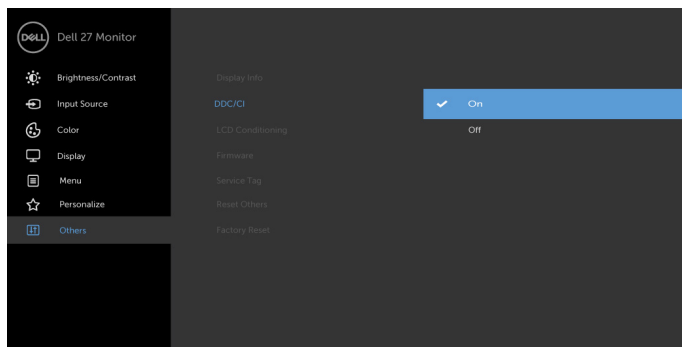 DELL Dell 27 Monitor
Brightness/Contrast
Display Info
Input Source
DDC/CI
On
Color
LCD Conditioning
Off
Display
Firmware
Menu
Service Tag
Personalize
Reset Others
Others
Factory Reset